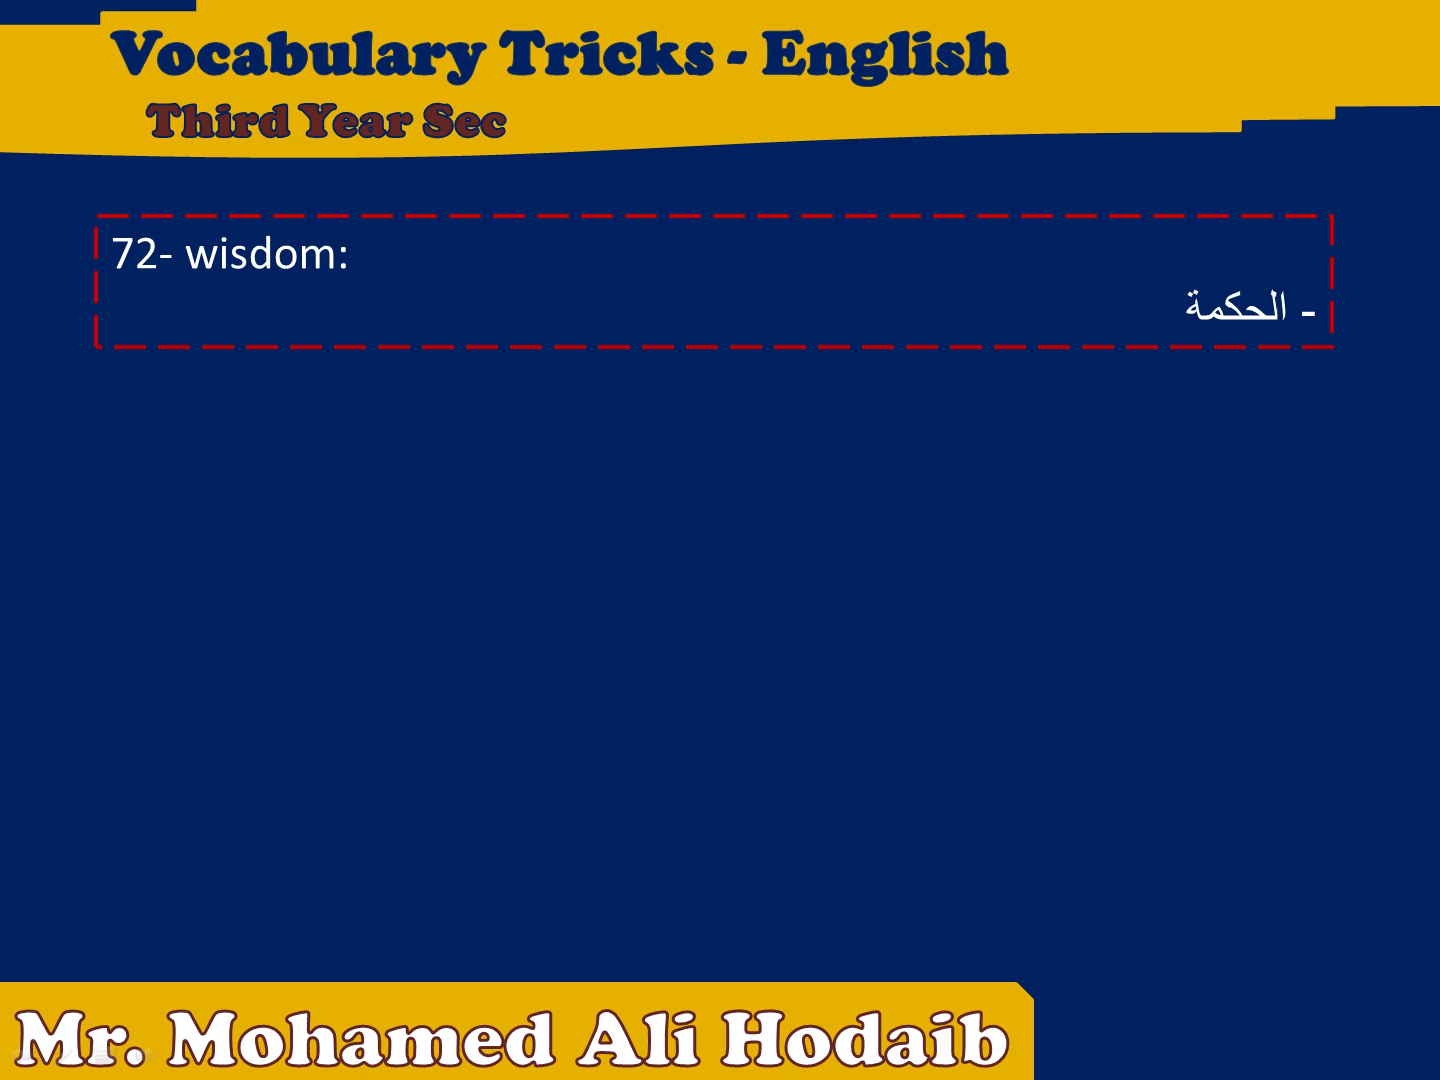 Vocabulary Tricks - English
Third Year Sec
72- wisdom:
- الحكمة
Mr. Mohamed Ali Hodaib